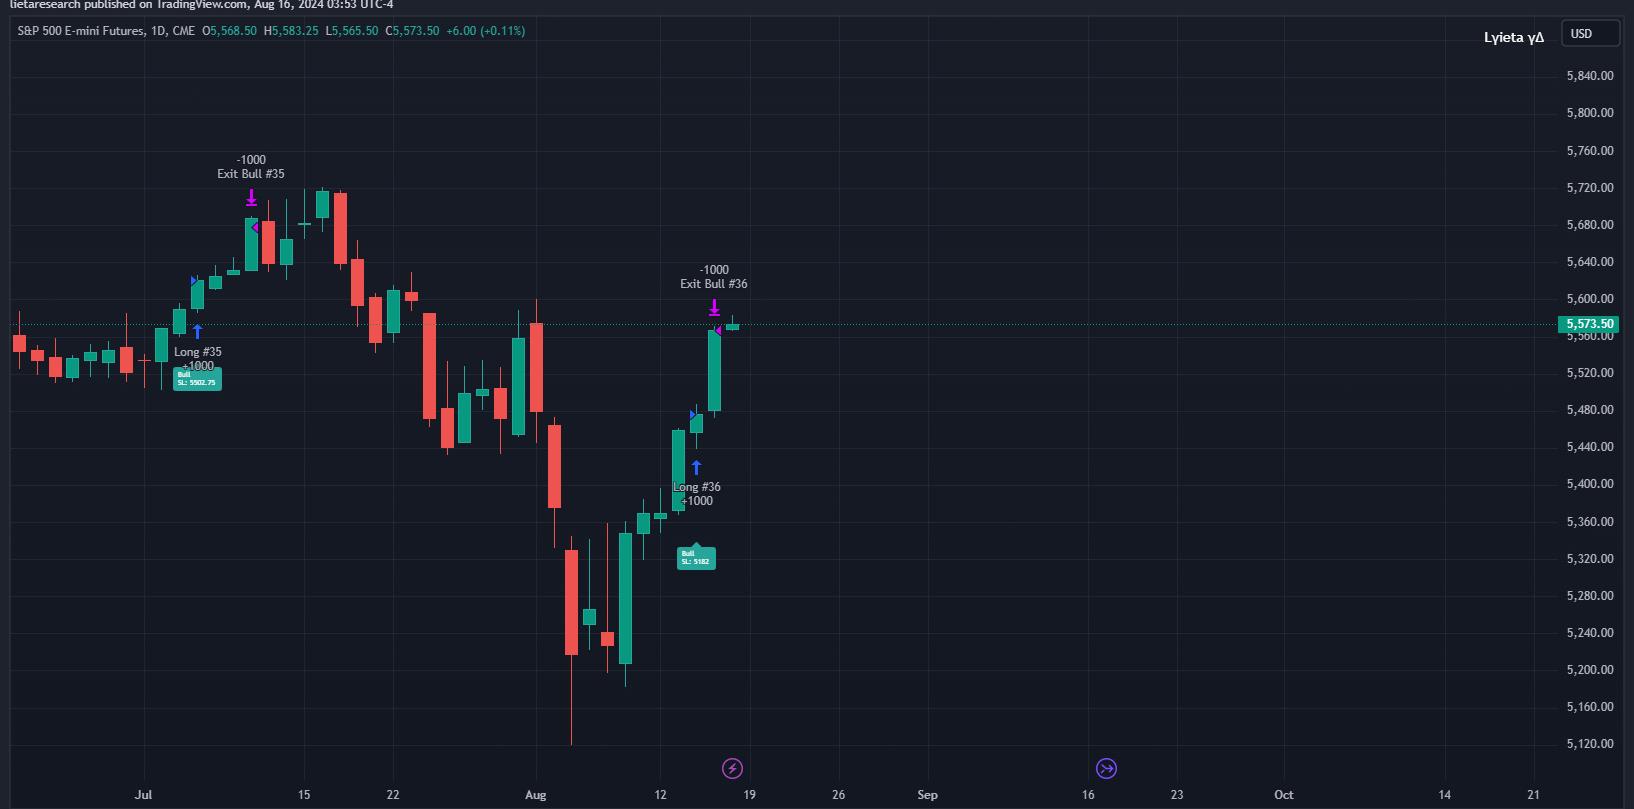 lietaresearch published on TradingView.com, Aug 16, 2024 03:53 UTC-4
S&P 500 E-mini Futures, 1D, CME O5,568.50 H5,583.25 L5,565.50 C5,573.50 +6.00 (+0.11%)
Lyieta γΔ
USD
5,840.00
5,800.00
5,760.00
5,720.00
5,680.00
5,640.00
5,600.00
5,573.50
5,560.00
5,520.00
5,480.00
5,440.00
5,400.00
5,360.00
5,320.00
5,280.00
5,240.00
5,200.00
5,160.00
5,120.00
-1000
Exit Bull #35
Long #35
+1000
Bull
SL: 5502.75
-1000
Exit Bull #36
Long #36
+1000
Bull
SL: 5182
Jul 15 22 Aug 12 19 26 Sep 16 23 Oct 14 21